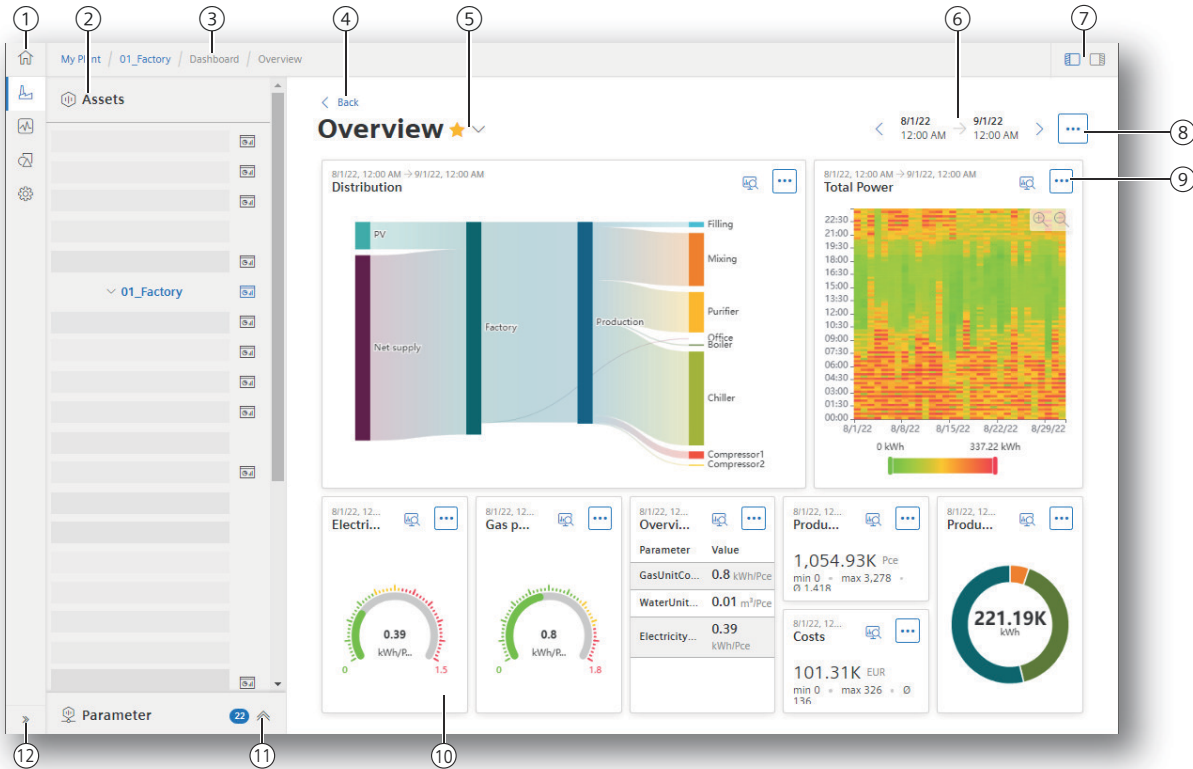 1 2 3 4 5 6 7
My Plant / 01_Factory / Dashboard / Overview
Assets
Back
Overview
8/1/22 9/1/22
12:00 AM → 12:00 AM
8
8/1/22, 12:00 AM → 9/1/22, 12:00 AM
Distribution
8/1/22, 12:00 AM → 9/1/22, 12:00 AM
Total Power
9
01_Factory
PV
Net supply
Factory
Production
Filling
Mixing
Purifier
Office
Boiler
Chiller
Compressor1
Compressor2
22:30
21:00
19:30
18:00
16:30
15:00
13:30
12:00
10:30
09:00
07:30
06:00
04:30
03:00
01:30
00:00
8/1/22 8/8/22 8/15/22 8/22/22 8/29/22
0 kWh 337.22 kWh
8/1/22, 12...
Electri...
0.39
kWh/P...
0 1.5
8/1/22, 12...
Gas p...
0.8
kWh/P...
0 1.8
8/1/22, 12...
Overvi...
Parameter Value
GasUnitCo... 0.8 kWh/Pce
WaterUnit... 0.01 m³/Pce
Electricity... 0.39
kWh/Pce
8/1/22, 12...
Produ...
1,054.93K Pce
min 0 • max 3,278 •
Ø 1,418
8/1/22, 12...
Costs
101.31K EUR
min 0 • max 326 • Ø
136
8/1/22, 12...
Produ...
221.19K
kWh
Parameter 22
12 11 10